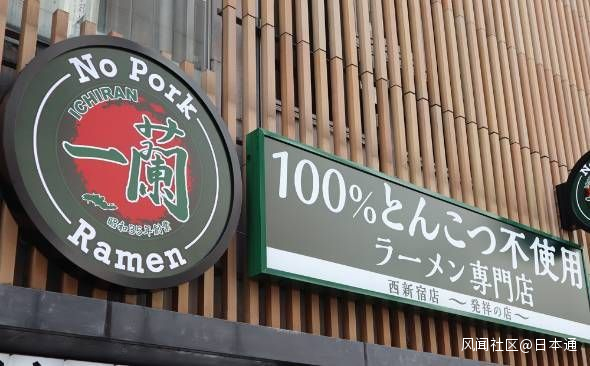 No Pork
ICHIRAN
一蘭
昭和35年創業
Ramen
100%とんこつ不使用
ラーメン専門店
西新宿店 ～発祥の店～
No
风闻社区@日本通